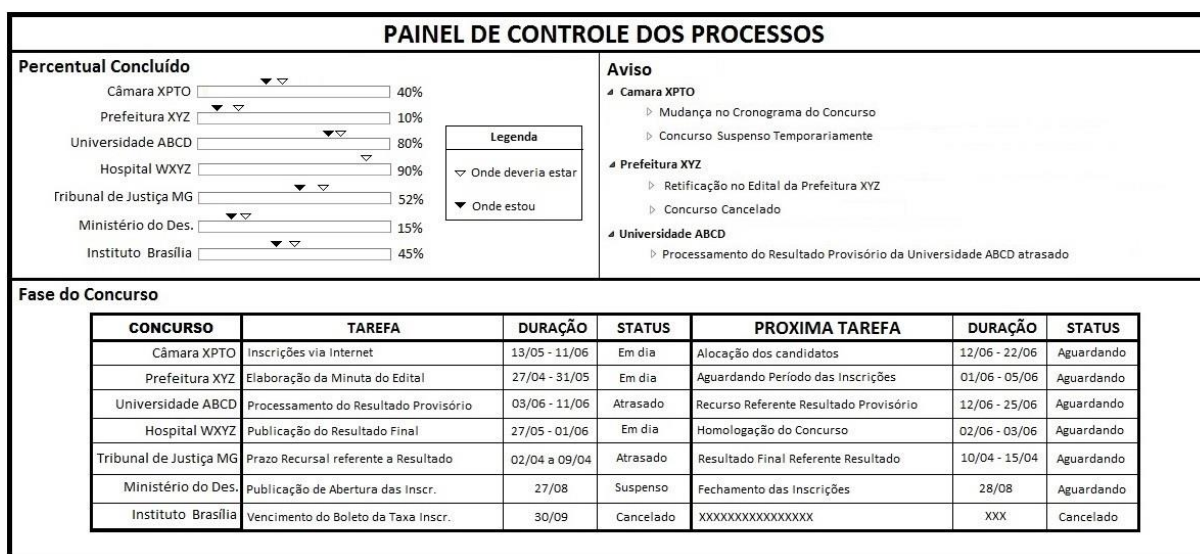 PAINEL DE CONTROLE DOS PROCESSOS
Percentual Concluído
Câmara XPTO 40%
Prefeitura XYZ 10%
Universidade ABCD 80%
Hospital WXYZ 90%
Tribunal de Justiça MG 52%
Ministério do Des. 15%
Instituto Brasília 45%
Legenda
Onde deveria estar
Onde estou
Aviso
Camara XPTO
Mudança no Cronograma do Concurso
Concurso Suspenso Temporariamente
Prefeitura XYZ
Retificação no Edital da Prefeitura XYZ
Concurso Cancelado
Universidade ABCD
Processamento do Resultado Provisório da Universidade ABCD atrasado
Fase do Concurso
CONCURSO TAREFA DURAÇÃO STATUS PROXIMA TAREFA DURAÇÃO STATUS
Câmara XPTO Inscrições via Internet 13/05 - 11/06 Em dia Alocação dos candidatos 12/06 - 22/06 Aguardando
Prefeitura XYZ Elaboração da Minuta do Edital 27/04 - 31/05 Em dia Aguardando Período das Inscrições 01/06 - 05/06 Aguardando
Universidade ABCD Processamento do Resultado Provisório 03/06 - 11/06 Atrasado Recurso Referente Resultado Provisório 12/06 - 25/06 Aguardando
Hospital WXYZ Publicação do Resultado Final 27/05 - 01/06 Em dia Homologação do Concurso 02/06 - 03/06 Aguardando
Tribunal de Justiça MG Prazo Recursal referente a Resultado 02/04 a 09/04 Atrasado Resultado Final Referente Resultado 10/04 - 15/04 Aguardando
Ministério do Des. Publicação de Abertura das Inscr. 27/08 Suspenso Fechamento das Inscrições 28/08 Aguardando
Instituto Brasília Vencimento do Boleto da Taxa Inscr. 30/09 Cancelado XXXXXXXXXXXXXXXX XXX Cancelado